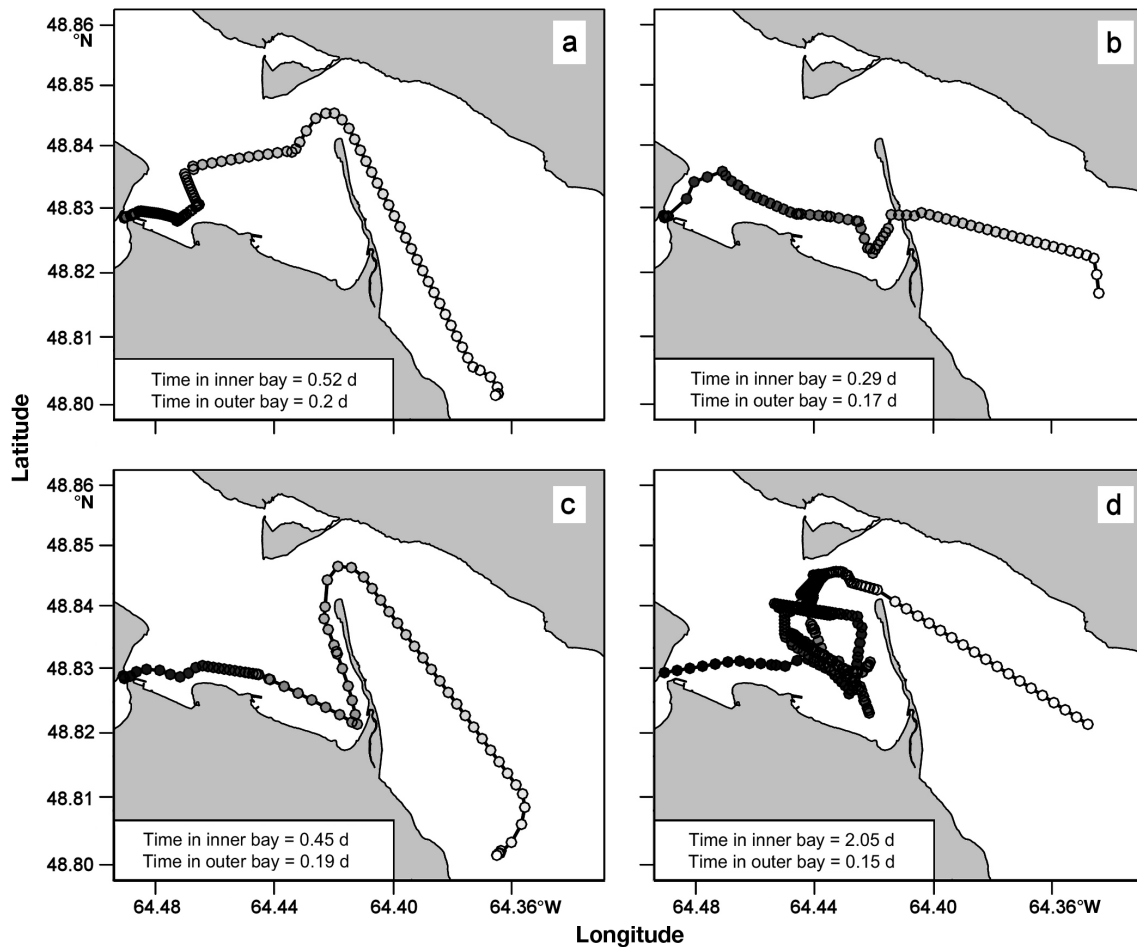 a
b
48.86
°N
48.85
48.84
48.83
48.82
48.81
48.80
Time in inner bay = 0.52 d
Time in outer bay = 0.2 d
Time in inner bay = 0.29 d
Time in outer bay = 0.17 d
Latitude
c
d
48.86
°N
48.85
48.84
48.83
48.82
48.81
48.80
Time in inner bay = 0.45 d
Time in outer bay = 0.19 d
Time in inner bay = 2.05 d
Time in outer bay = 0.15 d
64.48 64.44 64.40 64.36°W 64.48 64.44 64.40 64.36°W
Longitude